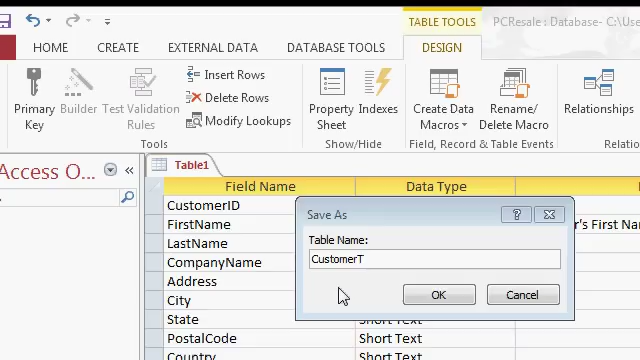 TABLE TOOLS
PCResale : Database- C:\Use
HOME CREATE EXTERNAL DATA DATABASE TOOLS DESIGN
Primary Key
Builder
Test Validation Rules
Insert Rows
Delete Rows
Modify Lookups
Property Sheet
Indexes
Create Data Macros
Rename/ Delete Macro
Relationships
Tools
Show/Hide
Field, Record & Table Events
Relatio
Access O...
Table1
Field Name Data Type
CustomerID
FirstName
r's First Nam
LastName
CompanyName
Address
City
State Short Text
PostalCode Short Text
Country Short Text
Save As
Table Name:
CustomerT
OK Cancel